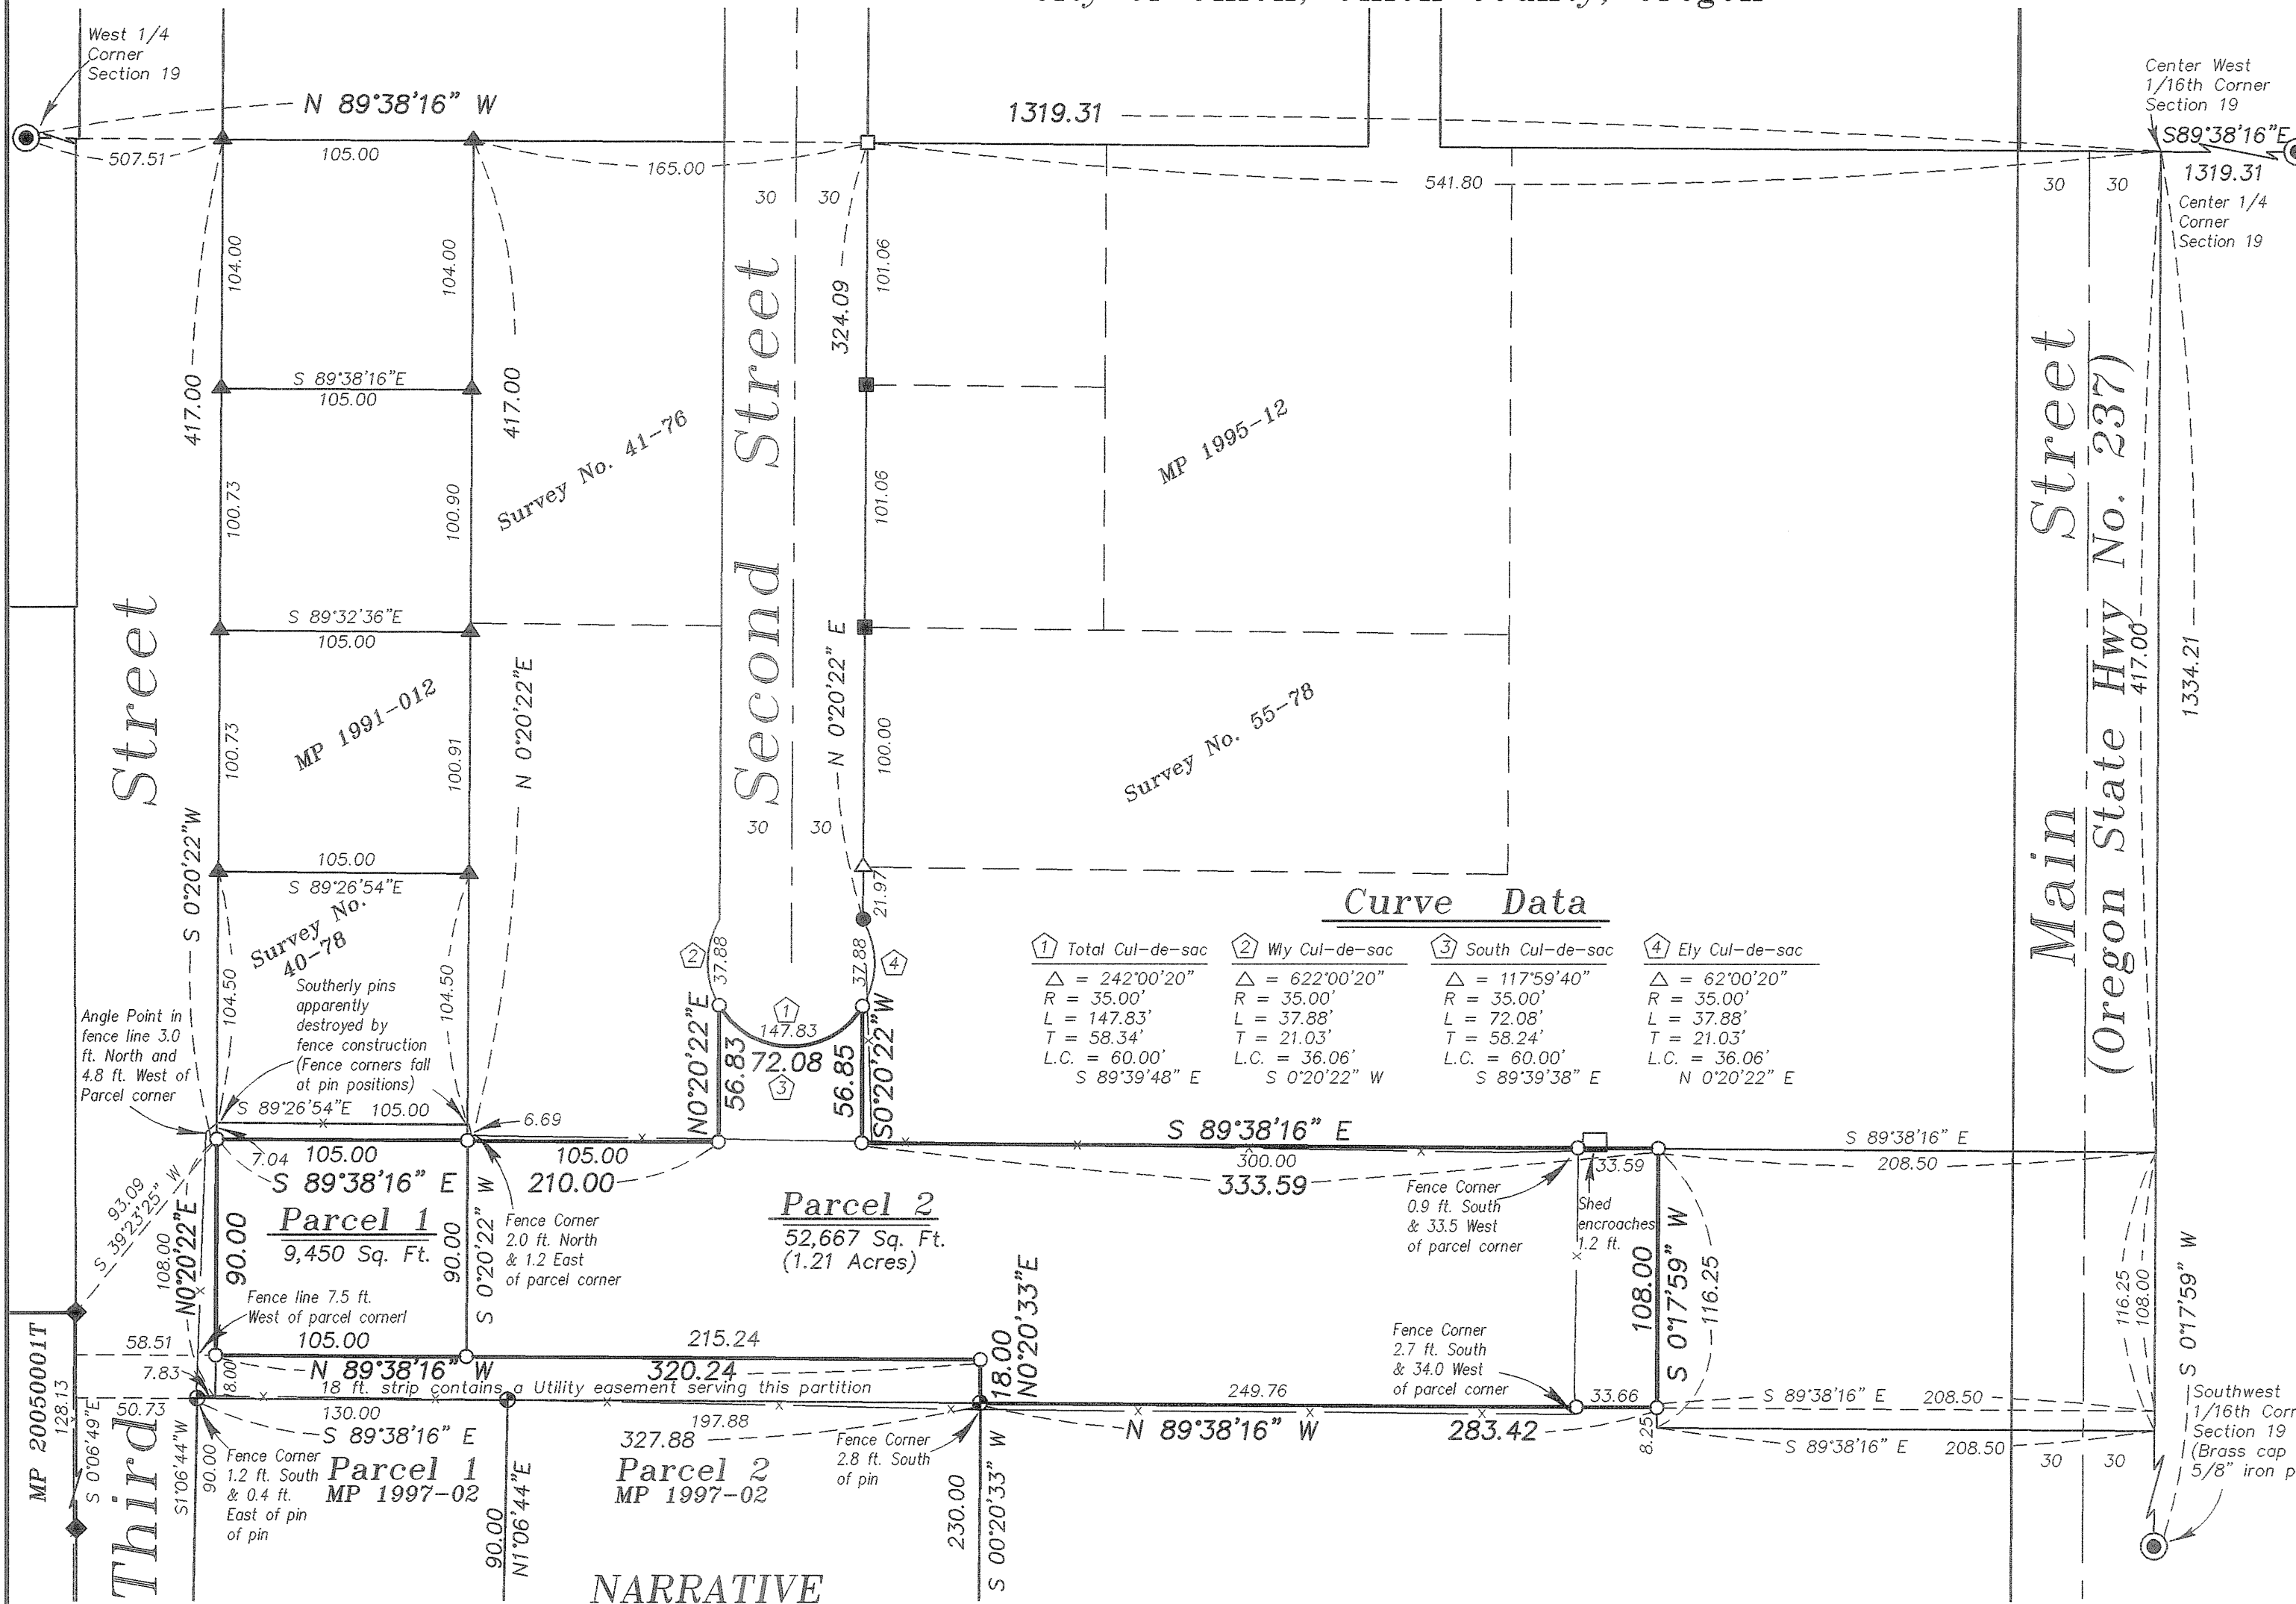 West 1/4
Corner
Section 19
N 89°38'16" W
1319.31
Center West
1/16th Corner
Section 19
S89°38'16"E
1319.31
Center 1/4
Corner
Section 19
507.51
105.00
165.00
541.80
30
30
30
30
104.00
104.00
101.06
324.09
417.00
417.00
S 89°38'16"E
105.00
Survey No. 41-76
MP 1995-12
100.73
100.90
101.06
S 89°32'36"E
105.00
MP 1991-012
N 0°20'22"E
N 0°20'22" E
100.73
100.91
100.00
Survey No. 55-78
Street
Second Street
Main Street
(Oregon State Hwy No. 237)
417.00
1334.21
30
30
S 0°20'22"W
105.00
S 89°26'54"E
Survey No.
40-78
21.97
Southerly pins
apparently
destroyed by
fence construction
(Fence corners fall
at pin positions)
104.50
104.50
Angle Point in
fence line 3.0
ft. North and
4.8 ft. West of
Parcel corner
2
37.88
37.88
4
1
147.83
72.08
3
N0°20'22"E
56.83
56.85
S0°20'22"W
Curve Data
1 Total Cul-de-sac
△ = 242°00'20"
R = 35.00'
L = 147.83'
T = 58.34'
L.C. = 60.00'
S 89°39'48" E
2 Wly Cul-de-sac
△ = 622°00'20"
R = 35.00'
L = 37.88'
T = 21.03'
L.C. = 36.06'
S 0°20'22" W
3 South Cul-de-sac
△ = 117°59'40"
R = 35.00'
L = 72.08'
T = 58.24'
L.C. = 60.00'
S 89°39'38" E
4 Ely Cul-de-sac
△ = 62°00'20"
R = 35.00'
L = 37.88'
T = 21.03'
L.C. = 36.06'
N 0°20'22" E
S 89°26'54"E 105.00
6.69
7.04
105.00
105.00
S 89°38'16" E
210.00
S 89°38'16" E
300.00
333.59
33.59
S 89°38'16" E
208.50
93.09
S 39°23'25" W
108.00
N0°20'22"E
90.00
Parcel 1
9,450 Sq. Ft.
90.00
S 0°20'22" W
Fence Corner
2.0 ft. North
& 1.2 East
of parcel corner
Parcel 2
52,667 Sq. Ft.
(1.21 Acres)
Fence Corner
0.9 ft. South
& 33.5 West
of parcel corner
Shed
encroaches
1.2 ft.
108.00
S 0°17'59" W
116.25
116.25
108.00
S 0°17'59" W
Fence line 7.5 ft.
West of parcel cornerl
58.51
105.00
215.24
N 89°38'16" W
320.24
18.00
N0°20'33"E
7.83
18.00
18 ft. strip contains a Utility easement serving this partition
Fence Corner
2.7 ft. South
& 34.0 West
of parcel corner
249.76
33.66
S 89°38'16" E
208.50
50.73
130.00
197.88
S 89°38'16" E
327.88
N 89°38'16" W
283.42
8.25
S 89°38'16" E
208.50
30
30
MP 20050001T
128.13
S 0°06'49"E
Third
S1°06'44"W
90.00
Fence Corner
1.2 ft. South
& 0.4 ft.
East of pin
of pin
Parcel 1
MP 1997-02
90.00
N1°06'44"E
Parcel 2
MP 1997-02
Fence Corner
2.8 ft. South
of pin
230.00
S 00°20'33" W
Southwest
1/16th
Section 19
(Brass cap
5/8" iron
NARRATIVE